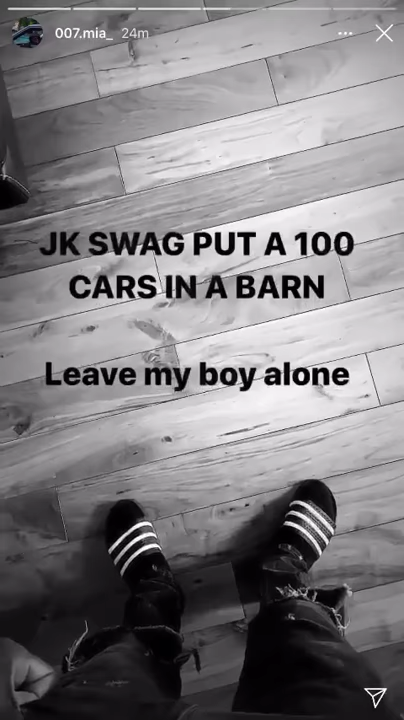 007.mia_ 24m
JK SWAG PUT A 100
CARS IN A BARN
Leave my boy alone